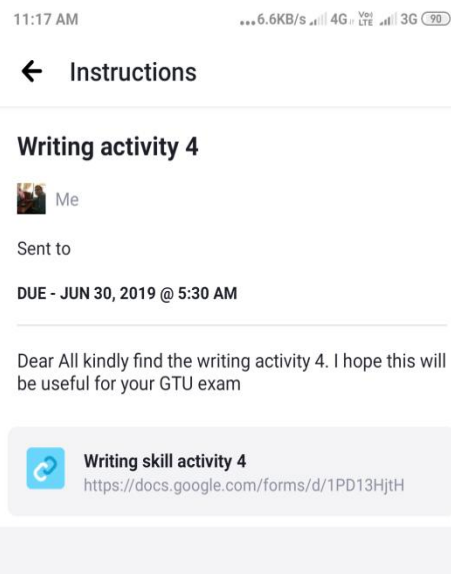 11:17 AM ...6.6KB/s 4G Vo) LTE 3G 90
Instructions
Writing activity 4
Me
Sent to
DUE - JUN 30, 2019 @ 5:30 AM
Dear All kindly find the writing activity 4. I hope this will
be useful for your GTU exam
Writing skill activity 4
https://docs.google.com/forms/d/1PD13HjtH